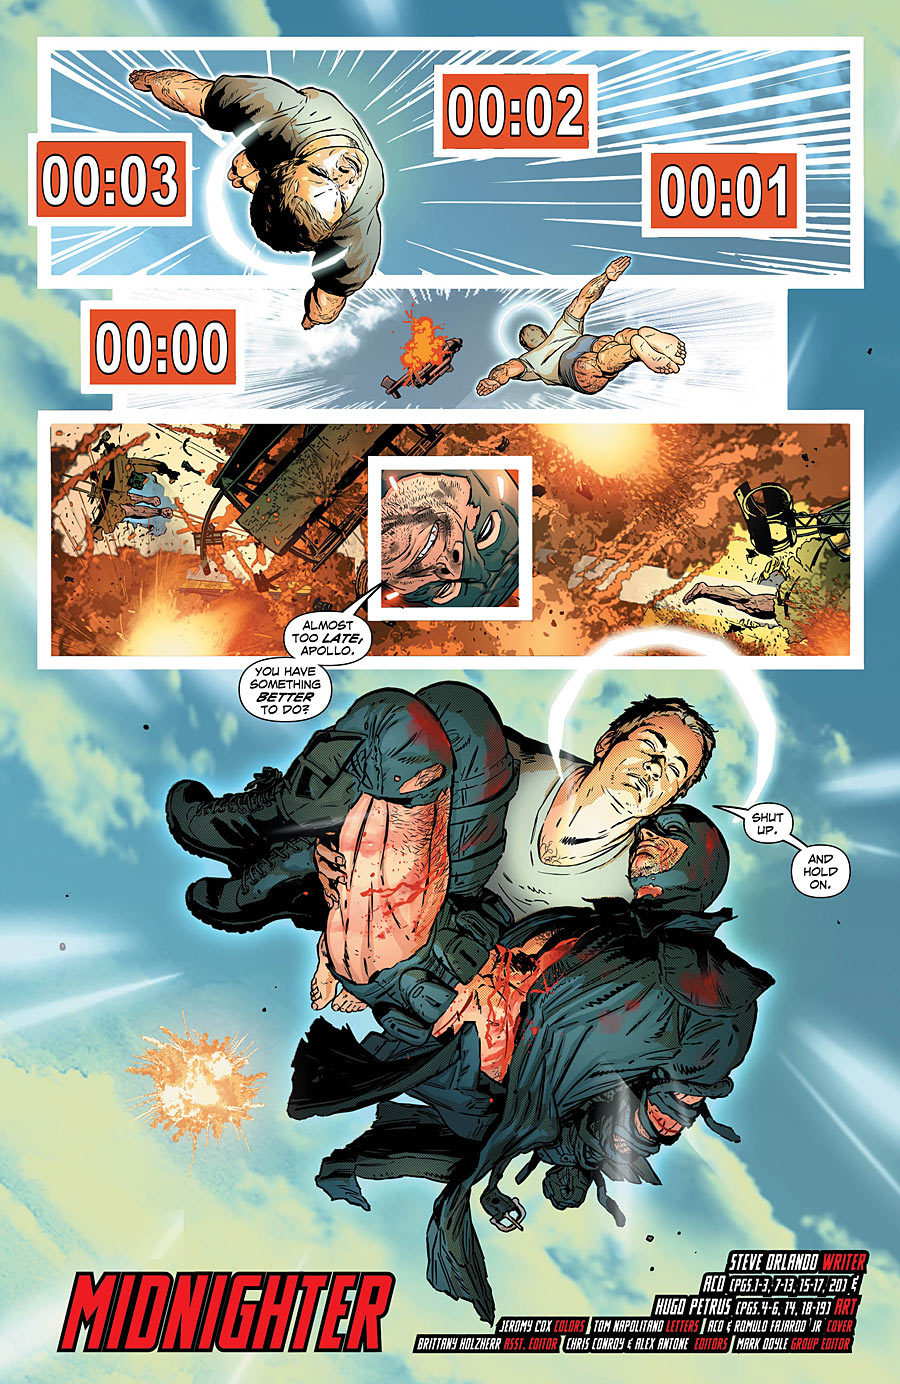 00:03
00:02
00:01
00:00
ALMOST
TOO LATE,
APOLLO.
YOU HAVE
SOMETHING
BETTER
TO DO?
SHUT
UP.
AND
HOLD
ON.
MIDNIGHTER
STEVE ORLANDO WRITER
ACO (PGS.1-3, 7-13, 15-17, 20) &
HUGO PETRUS (PGS.4-6, 14, 18-19) ART
JEROMY COX COLORS / TOM NAPOLITANO LETTERS / ACO & ROMULO FAJARDO JR COVER
BRITTANY HOLZHERR ASST. EDITOR / CHRIS CONROY & ALEX ANTONE EDITORS / MARK DOYLE GROUP EDITOR